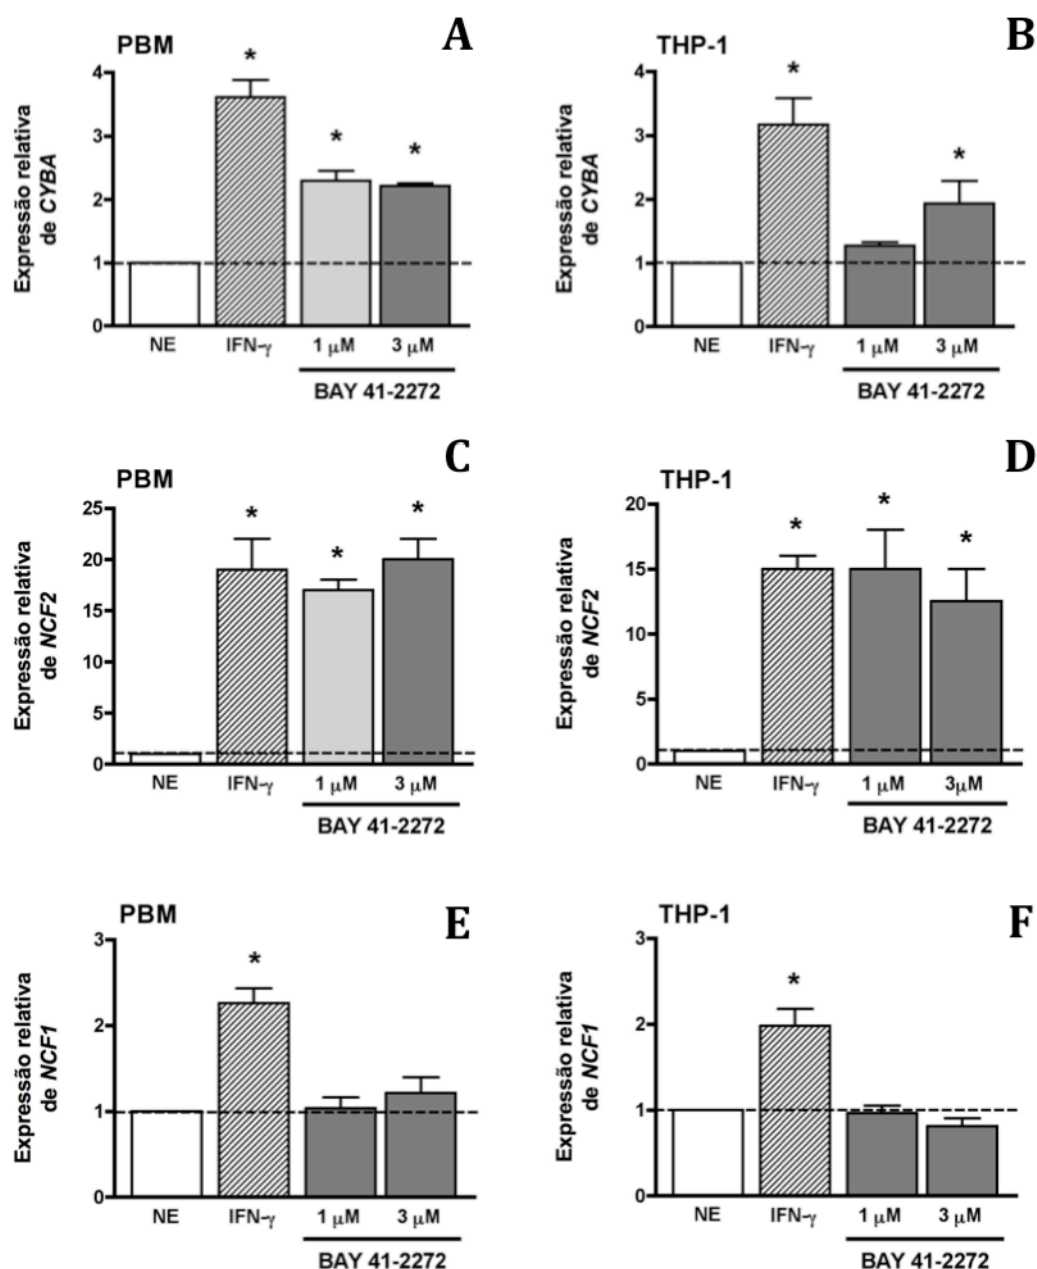 PBM
A
Expressão relativa
de CYBA
4
3
2
1
0
*
*
*
NE
IFN-γ
1 μM
3 μM
BAY 41-2272
THP-1
B
Expressão relativa
de CYBA
4
3
2
1
0
*
*
NE
IFN-γ
1 μM
3 μM
BAY 41-2272
PBM
C
Expressão relativa
de NCF2
25
20
15
10
5
0
*
*
*
NE
IFN-γ
1 μM
3 μM
BAY 41-2272
THP-1
D
Expressão relativa
de NCF2
20
15
10
5
0
*
*
*
NE
IFN-γ
1 μM
3μM
BAY 41-2272
PBM
E
Expressão relativa
de NCF1
3
2
1
0
*
NE
IFN-γ
1 μM
3 μM
BAY 41-2272
THP-1
F
Expressão relativa
de NCF1
3
2
1
0
*
NE
IFN-γ
1 μM
3 μM
BAY 41-2272